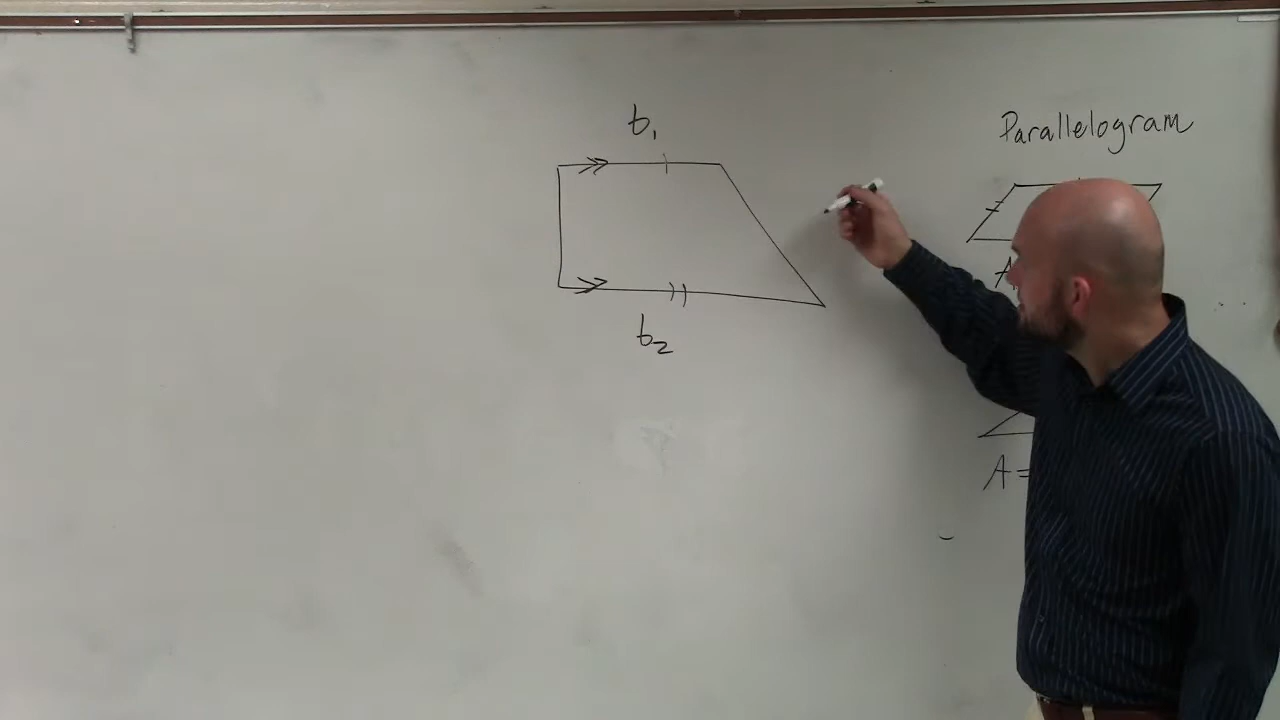 b₁
b₂
Parallelogram
A
A =